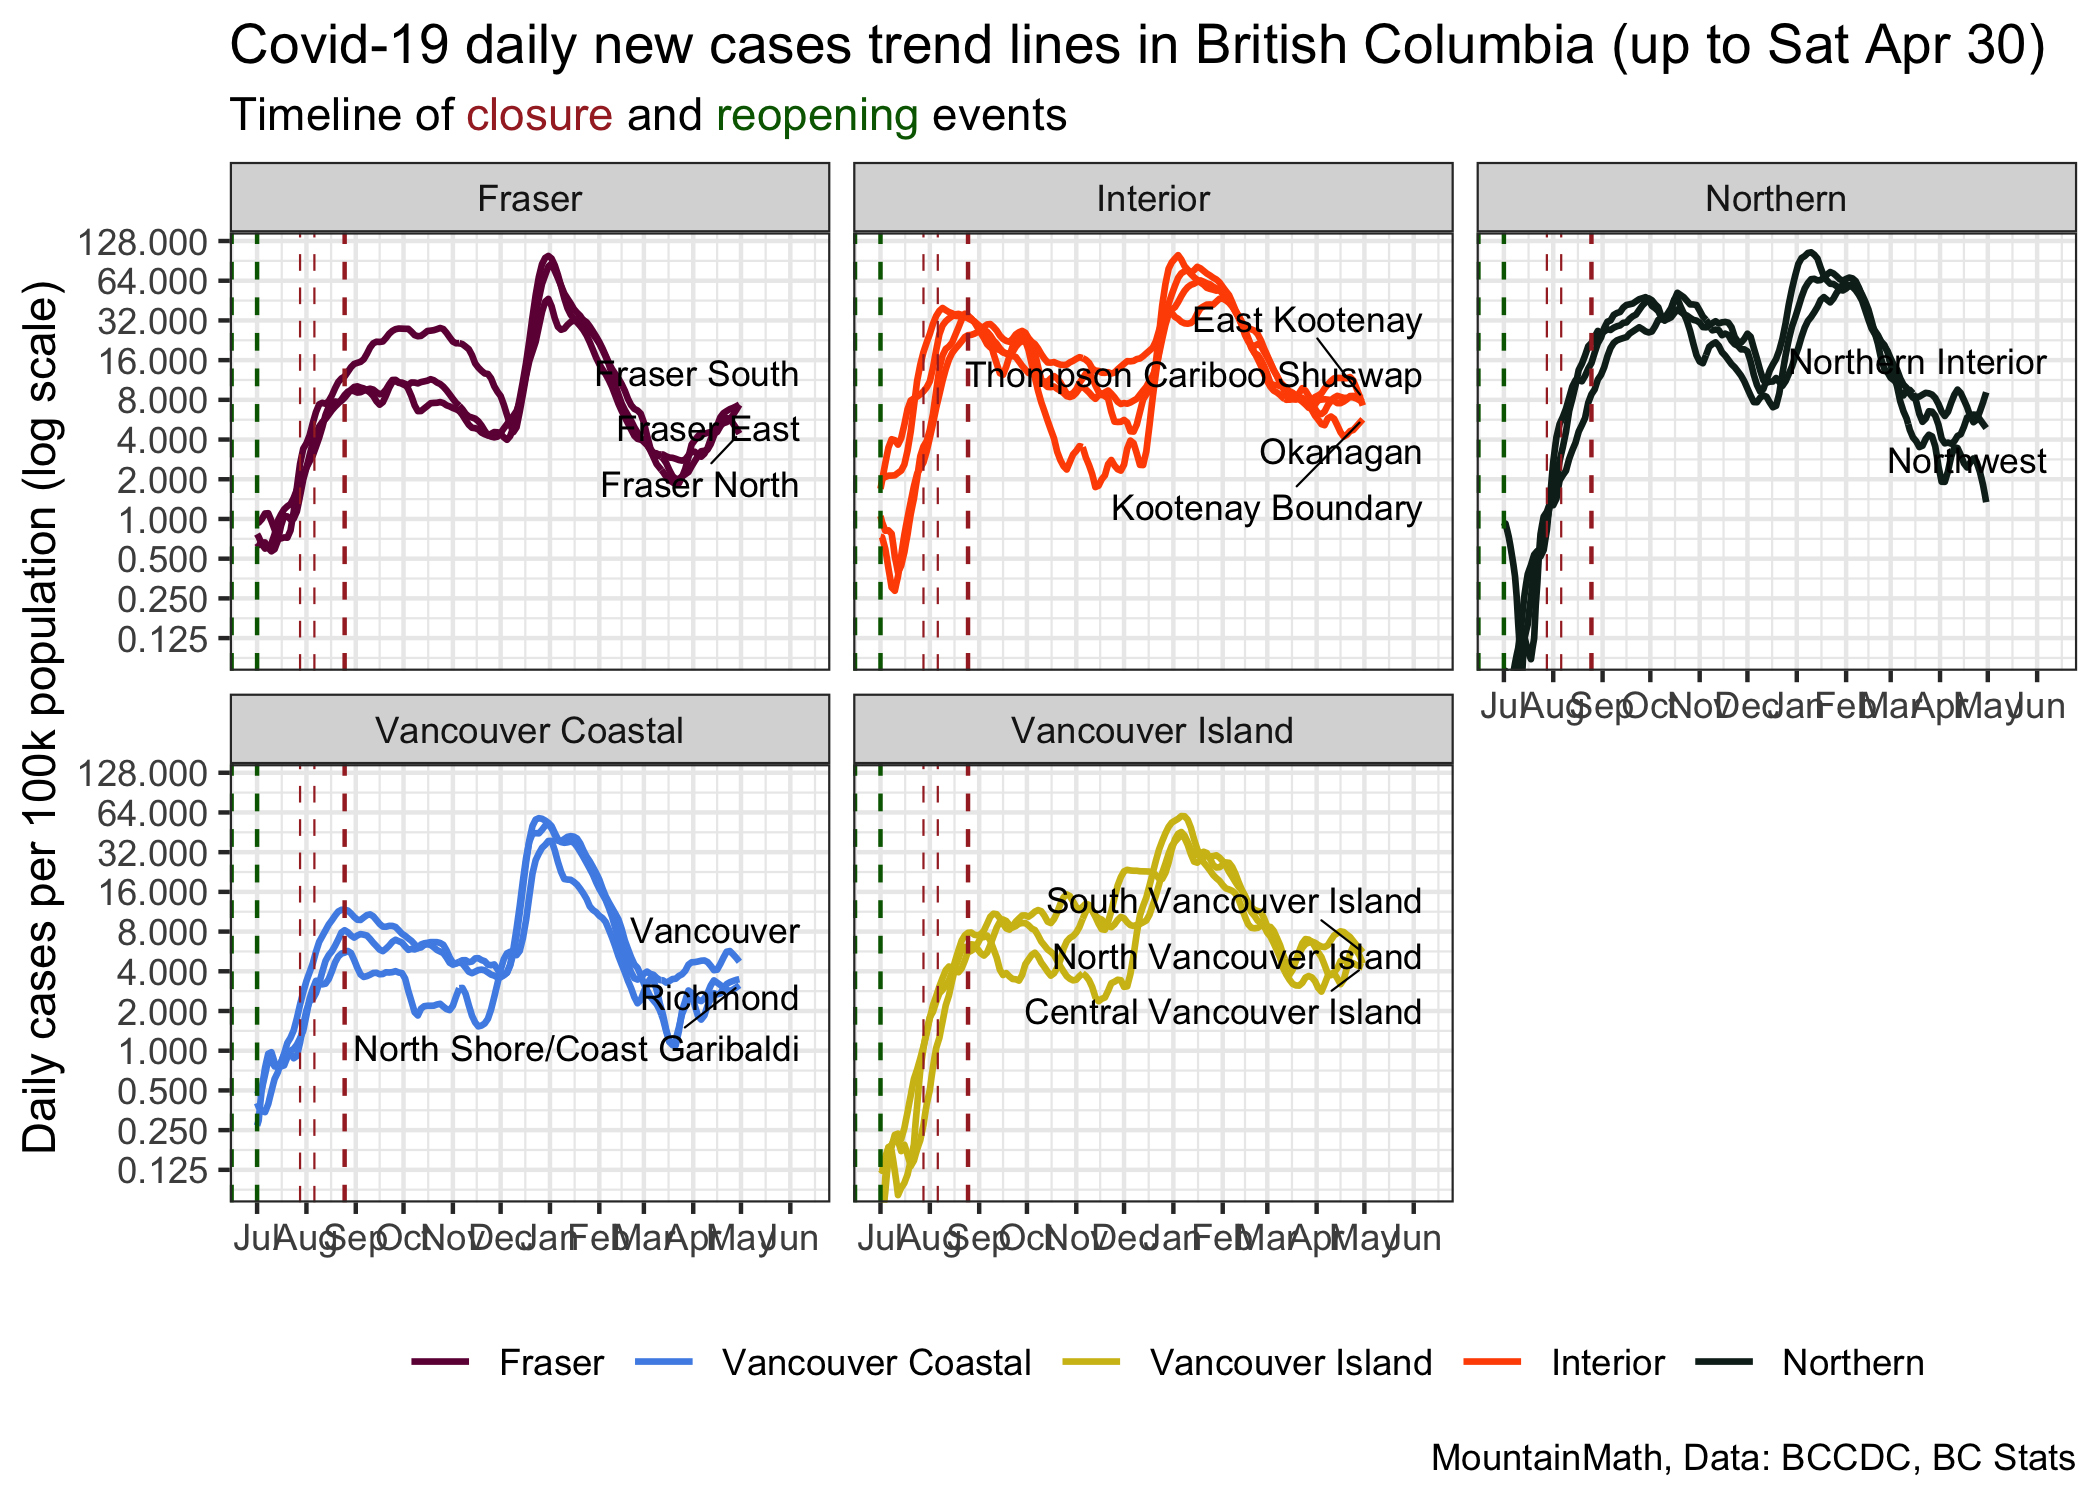 Covid-19 daily new cases trend lines in British Columbia (up to Sat Apr 30)
Timeline of closure and reopening events
Daily cases per 100k population (log scale)
Fraser
Interior
Northern
128.000
64.000
32.000
16.000
8.000
4.000
2.000
1.000
0.500
0.250
0.125
Fraser South
Fraser East
Fraser North
East Kootenay
Thompson Cariboo Shuswap
Okanagan
Kootenay Boundary
Northern Interior
Northwest
Jul Aug Sep Oct Nov Dec Jan Feb Mar Apr May Jun
Vancouver Coastal
Vancouver Island
128.000
64.000
32.000
16.000
8.000
4.000
2.000
1.000
0.500
0.250
0.125
Vancouver
Richmond
North Shore/Coast Garibaldi
South Vancouver Island
North Vancouver Island
Central Vancouver Island
Jul Aug Sep Oct Nov Dec Jan Feb Mar Apr May Jun
Jul Aug Sep Oct Nov Dec Jan Feb Mar Apr May Jun
Fraser Vancouver Coastal Vancouver Island Interior Northern
MountainMath, Data: BCCDC, BC Stats